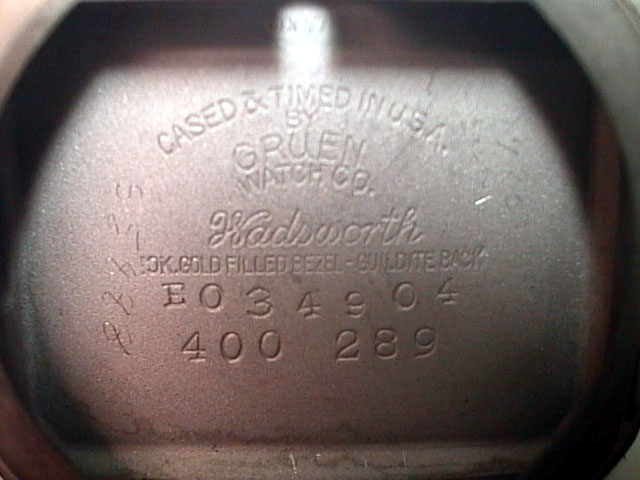 CASED & TIMED IN U.S.A.
BY
GRUEN
WATCH CO.
Wadsworth
10K. GOLD FILLED BEZEL - GUILDITE BACK
E034904
400 289